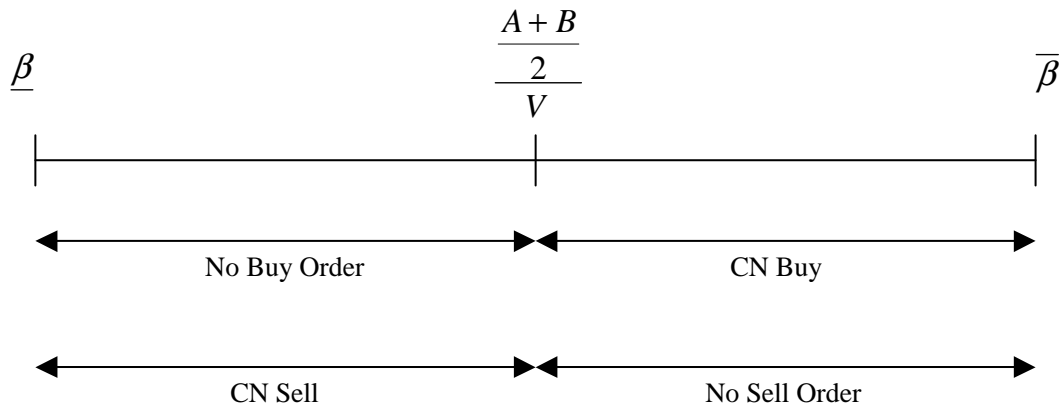 A + B
2
V
β
β
No Buy Order
CN Buy
CN Sell
No Sell Order